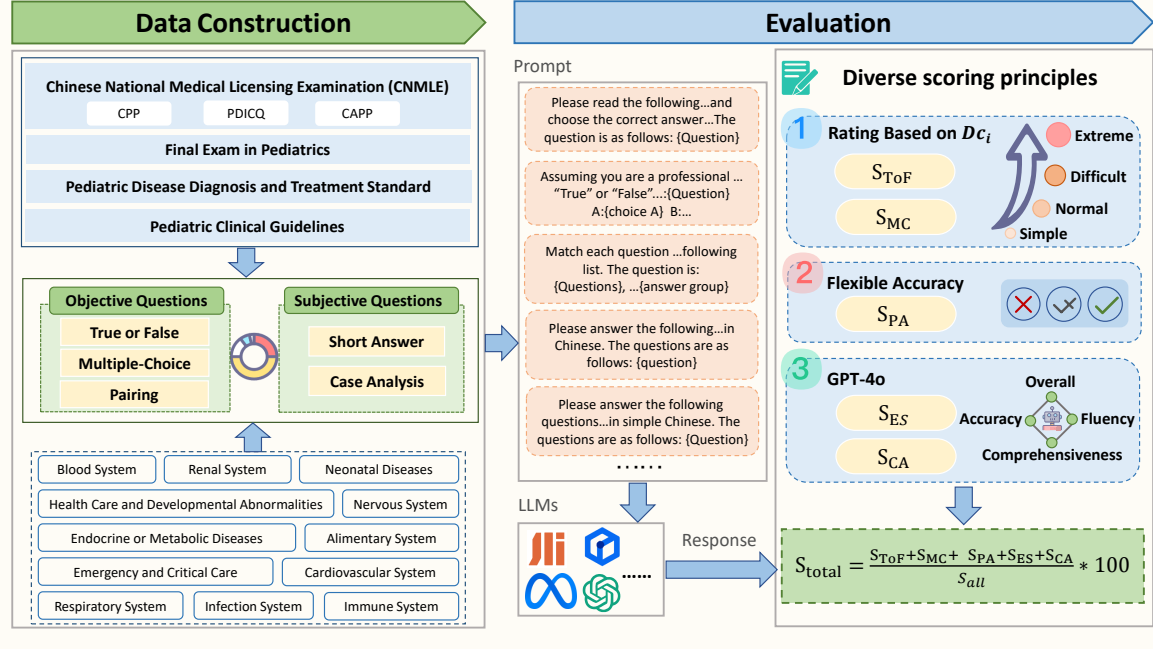 Data Construction
Evaluation
Chinese National Medical Licensing Examination (CNMLE)
CPP
PDICQ
CAPP
Final Exam in Pediatrics
Pediatric Disease Diagnosis and Treatment Standard
Pediatric Clinical Guidelines
Objective Questions
True or False
Multiple-Choice
Pairing
Subjective Questions
Short Answer
Case Analysis
Blood System
Renal System
Neonatal Diseases
Health Care and Developmental Abnormalities
Nervous System
Endocrine or Metabolic Diseases
Alimentary System
Emergency and Critical Care
Cardiovascular System
Respiratory System
Infection System
Immune System
Prompt
Please read the following...and
choose the correct answer...The
question is as follows: {Question}
Assuming you are a professional ...
“True” or “False”...:{Question}
A:{choice A} B:...
Match each question ...following
list. The question is:
{Questions}, ...{answer group}
Please answer the following...in
Chinese. The questions are as
follows: {question}
Please answer the following
questions...in simple Chinese. The
questions are as follows: {Question}
......
LLMs
......
Response
Diverse scoring principles
1
Rating Based on Dc_i
S_ToF
S_MC
Extreme
Difficult
Normal
Simple
2
Flexible Accuracy
S_PA
3
GPT-4o
S_ES
S_CA
Overall
Accuracy
Fluency
Comprehensiveness
S_total = (S_ToF+S_MC+ S_PA+S_ES+S_CA) / S_all * 100